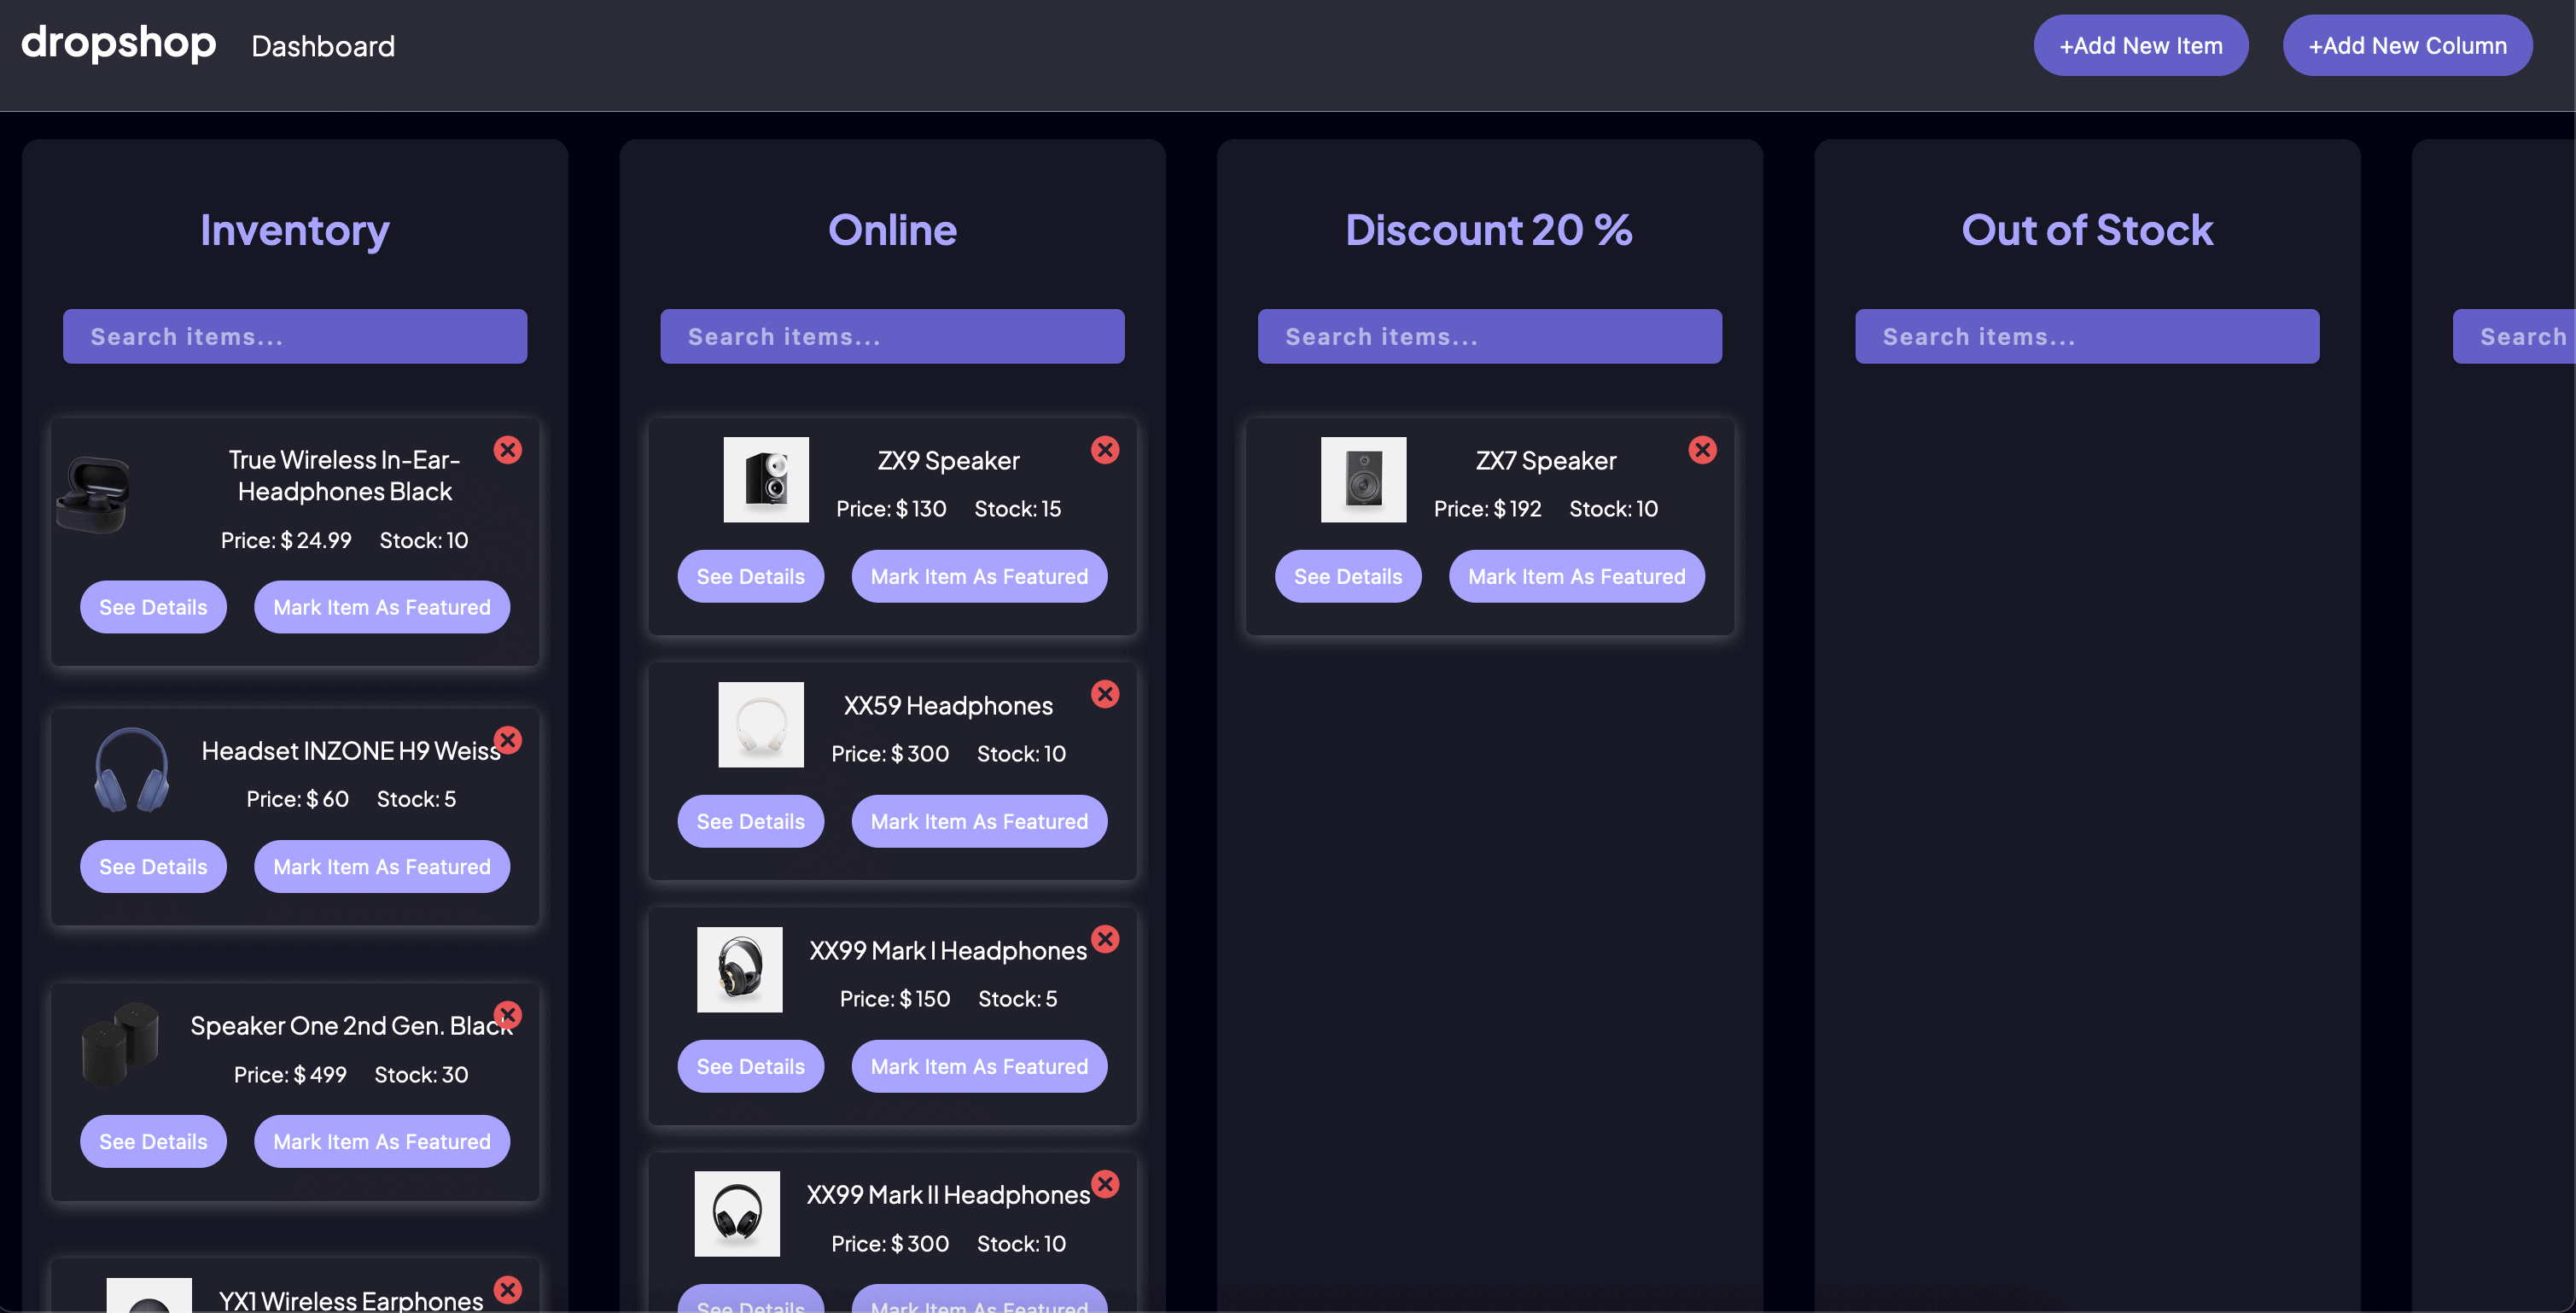 dropshop
Dashboard
+Add New Item
+Add New Column
Inventory
Search items...
True Wireless In-Ear-
Headphones Black
Price: $ 24.99 Stock: 10
See Details
Mark Item As Featured
Headset INZONE H9 Weiss
Price: $ 60 Stock: 5
See Details
Mark Item As Featured
Speaker One 2nd Gen. Black
Price: $ 499 Stock: 30
See Details
Mark Item As Featured
YX1 Wireless Earphones
Online
Search items...
ZX9 Speaker
Price: $ 130 Stock: 15
See Details
Mark Item As Featured
XX59 Headphones
Price: $ 300 Stock: 10
See Details
Mark Item As Featured
XX99 Mark I Headphones
Price: $ 150 Stock: 5
See Details
Mark Item As Featured
XX99 Mark II Headphones
Price: $ 300 Stock: 10
See Details
Mark Item As Featured
Discount 20 %
Search items...
ZX7 Speaker
Price: $ 192 Stock: 10
See Details
Mark Item As Featured
Out of Stock
Search items...
Search